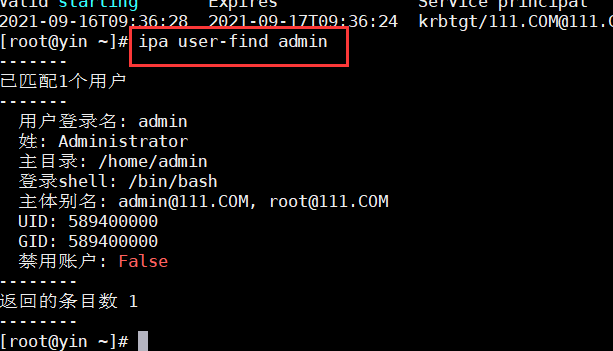 Valid starting       Expires              Service principal
2021-09-16T09:36:28  2021-09-17T09:36:24  krbtgt/111.COM@111.
[root@yin ~]# ipa user-find admin
-------
已匹配1个用户
-------
  用户登录名: admin
  姓: Administrator
  主目录: /home/admin
  登录shell: /bin/bash
  主体别名: admin@111.COM, root@111.COM
  UID: 589400000
  GID: 589400000
  禁用账户: False
--------
返回的条目数 1
--------
[root@yin ~]#